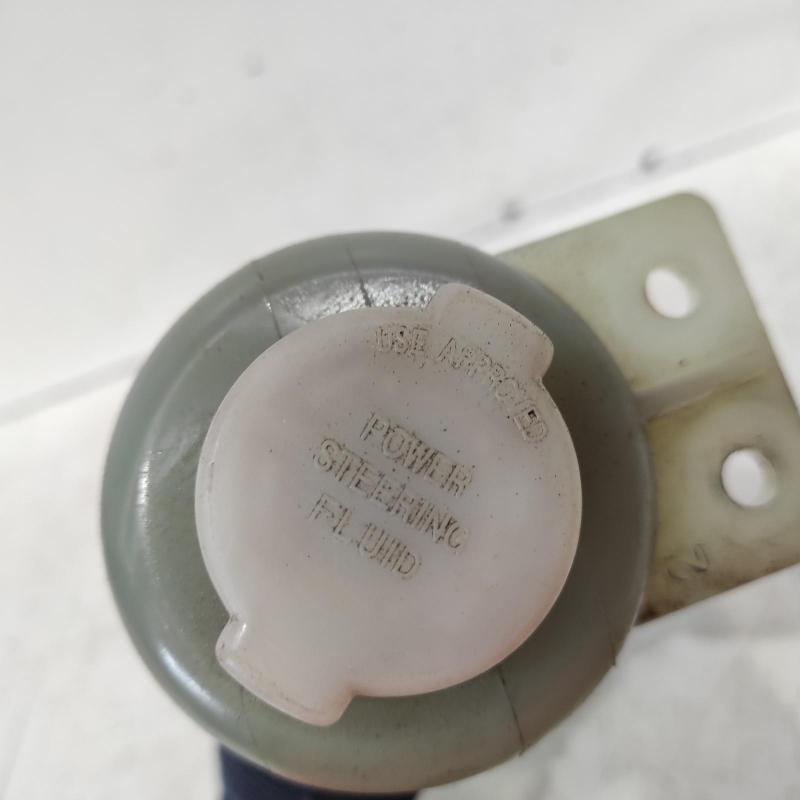 USE APPROVED
POWER
STEERING
FLUID